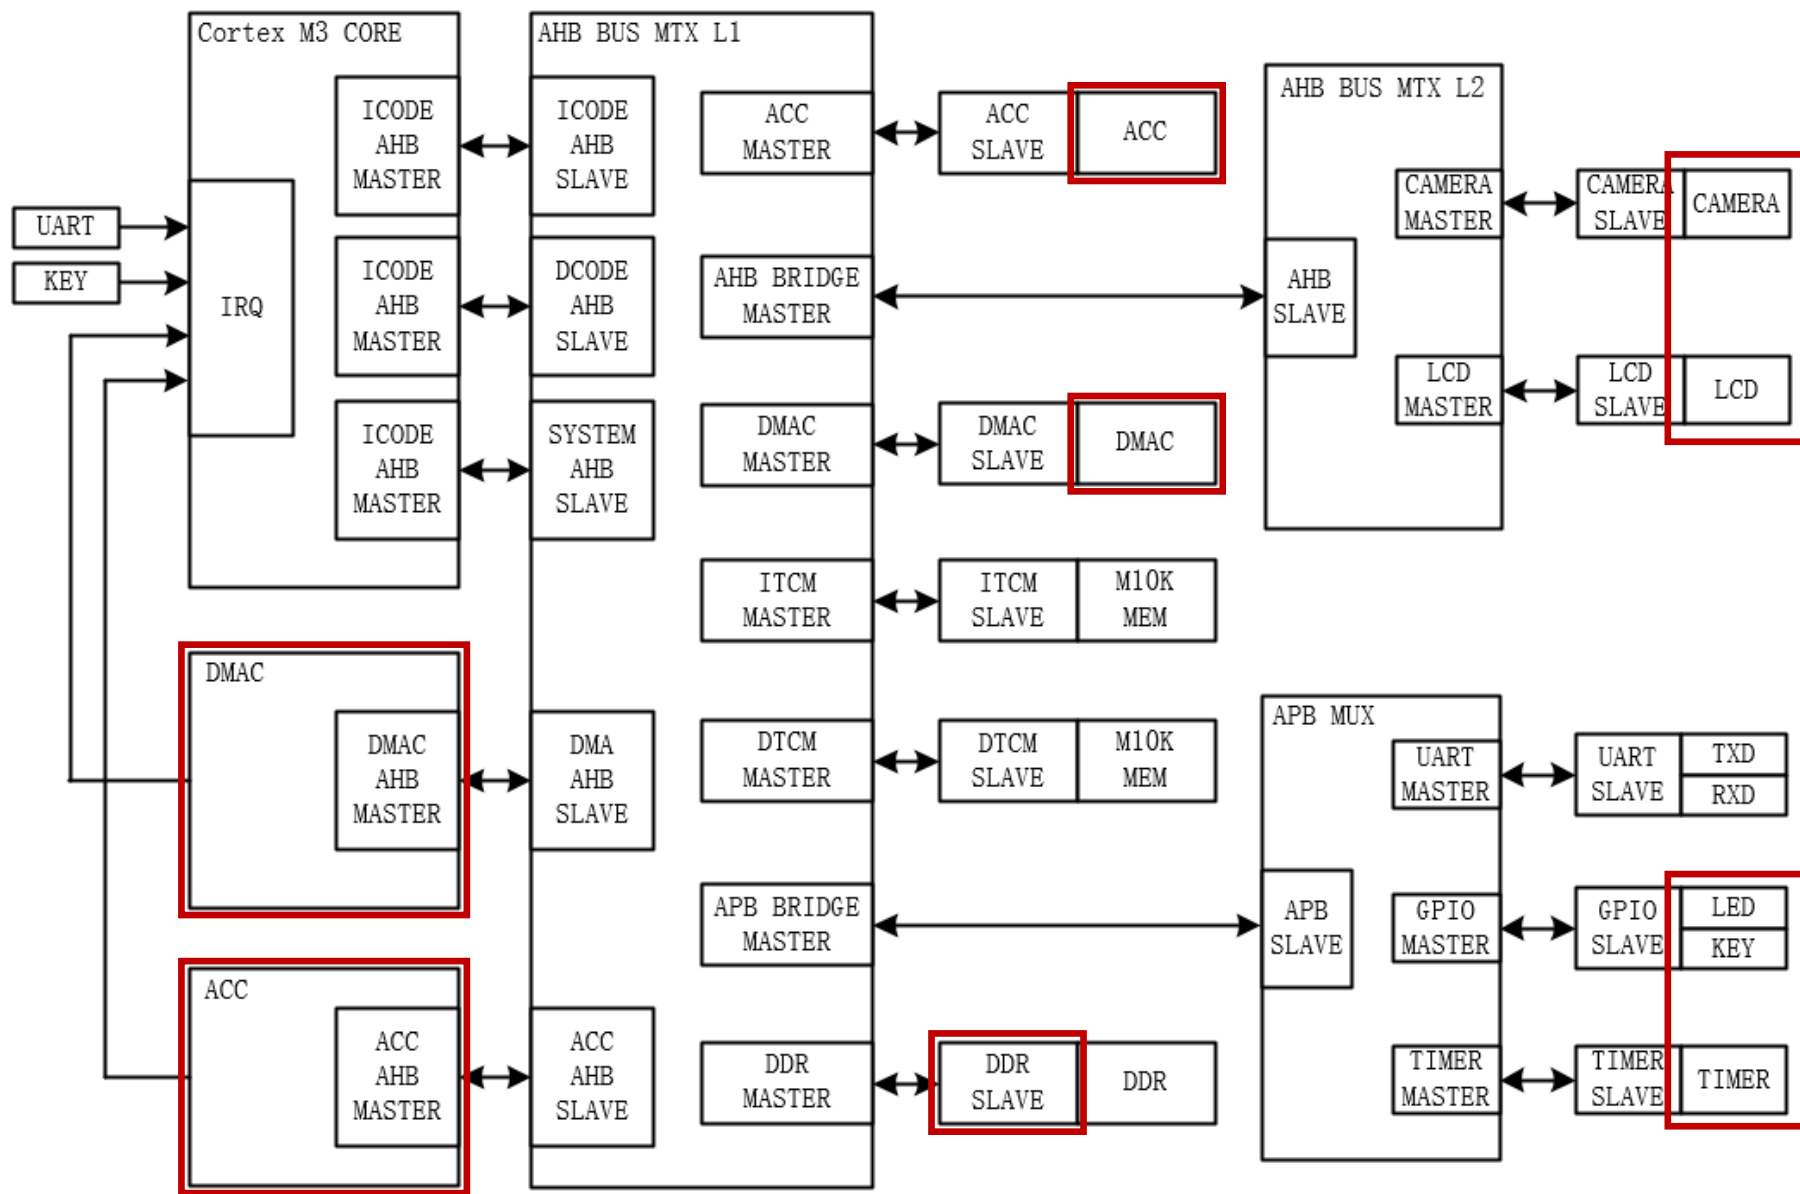 Cortex M3 CORE
ICODE
AHB
MASTER
ICODE
AHB
MASTER
ICODE
AHB
MASTER
UART
KEY
IRQ
DMAC
DMAC
AHB
MASTER
ACC
ACC
AHB
MASTER
AHB BUS MTX L1
ICODE
AHB
SLAVE
DCODE
AHB
SLAVE
SYSTEM
AHB
SLAVE
DMA
AHB
SLAVE
ACC
AHB
SLAVE
ACC
MASTER
AHB BRIDGE
MASTER
DMAC
MASTER
ITCM
MASTER
DTCM
MASTER
APB BRIDGE
MASTER
DDR
MASTER
ACC
SLAVE
ACC
DMAC
SLAVE
DMAC
ITCM
SLAVE
M10K
MEM
DTCM
SLAVE
M10K
MEM
DDR
SLAVE
DDR
AHB BUS MTX L2
AHB
SLAVE
CAMERA
MASTER
CAMERA
SLAVE
CAMERA
LCD
MASTER
LCD
SLAVE
LCD
APB MUX
APB
SLAVE
UART
MASTER
UART
SLAVE
TXD
RXD
GPIO
MASTER
GPIO
SLAVE
LED
KEY
TIMER
MASTER
TIMER
SLAVE
TIMER